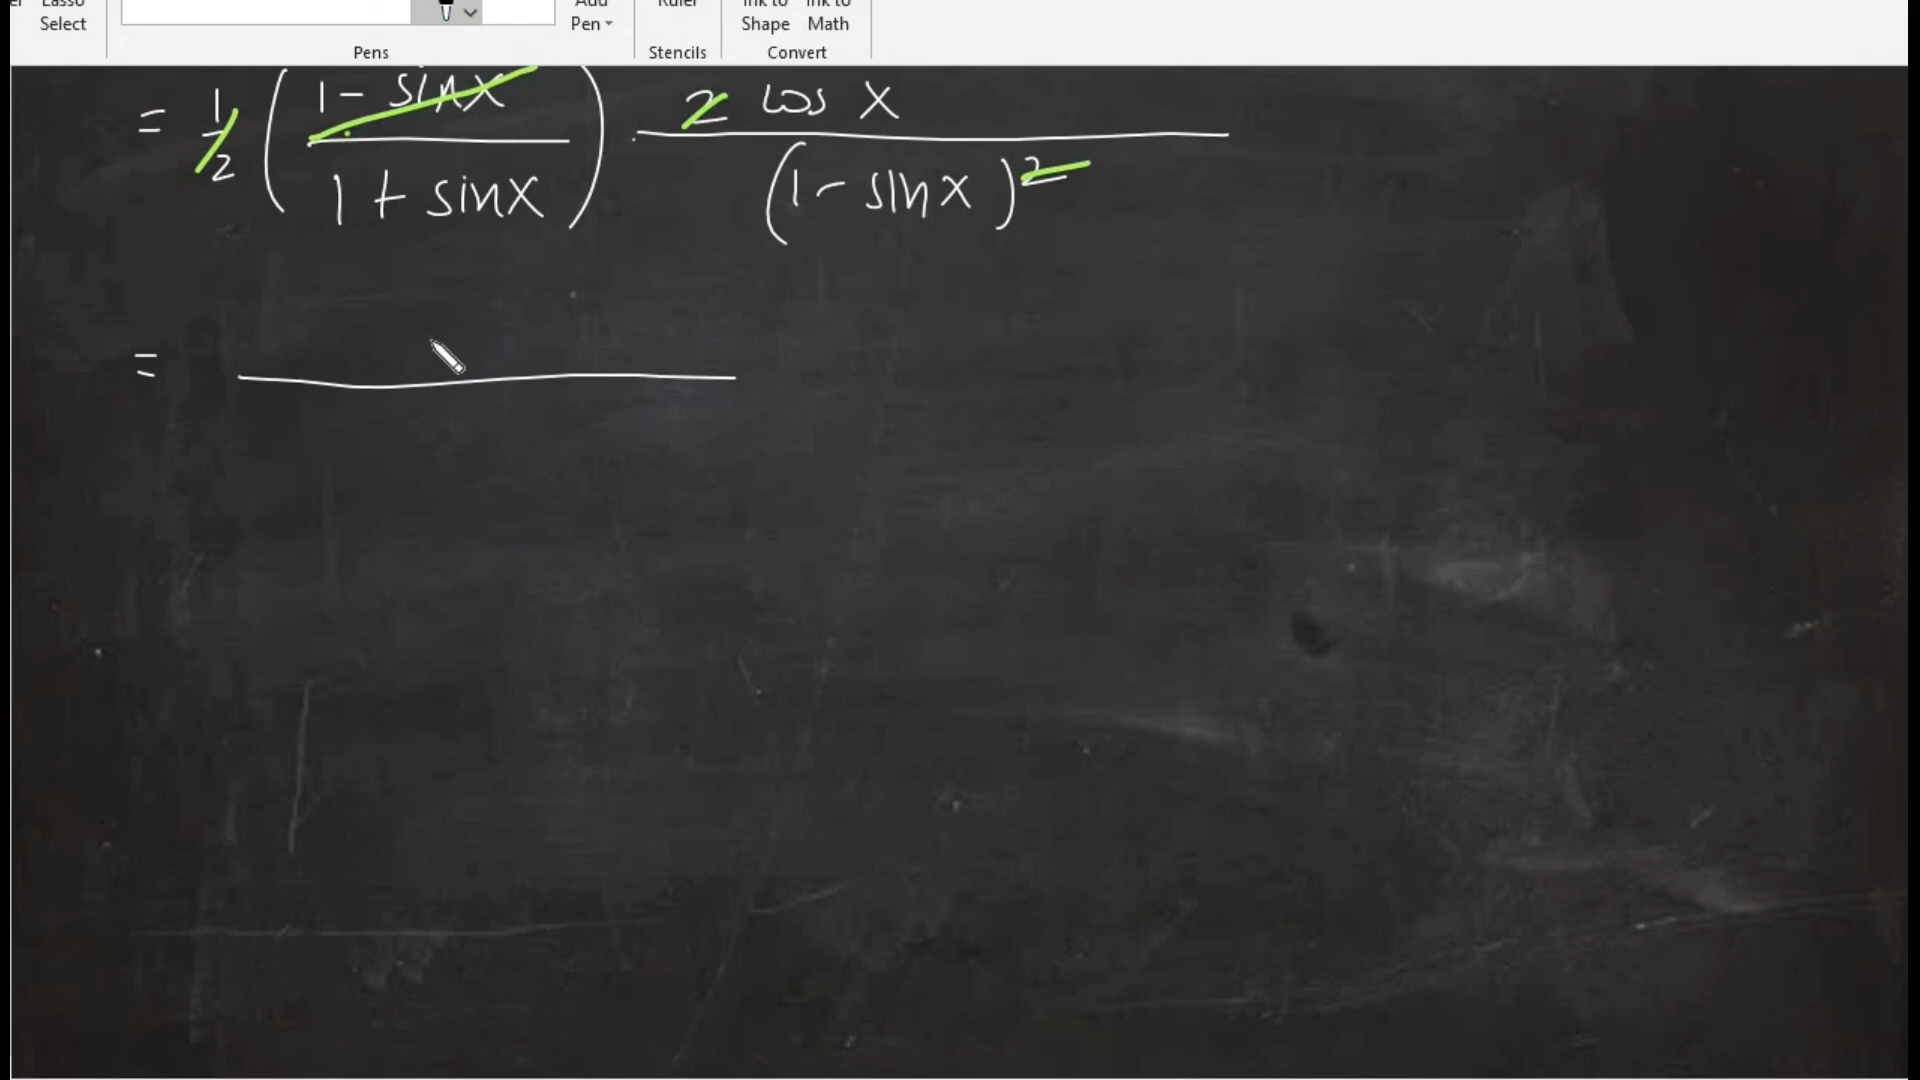 Lasso Select Add Pen Ruler Ink to Shape Ink to Math
Pens Stencils Convert
= 1/2 ( (1 - sinx) / (1 + sinx) ) · 2 cos x / (1 - sinx)^2
=